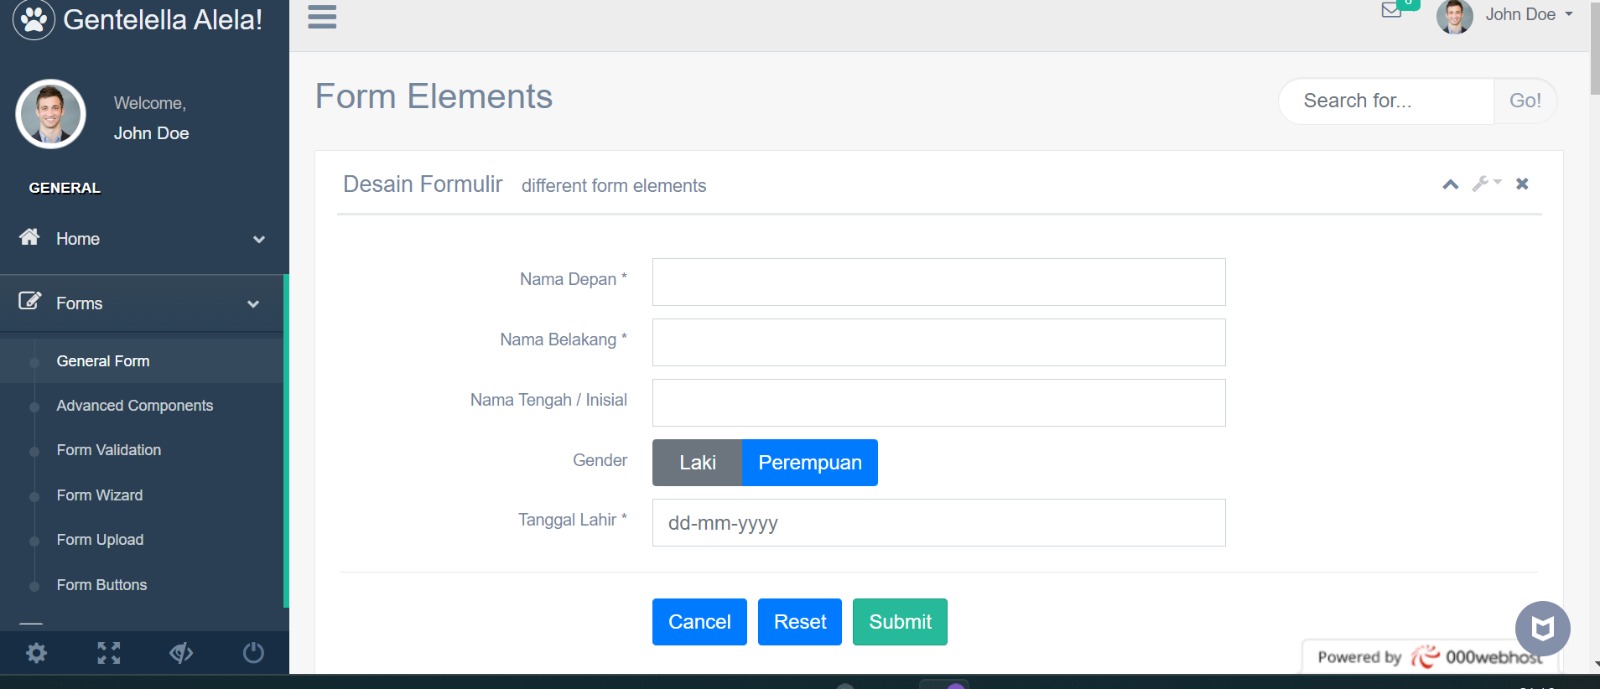 Gentelella Alela!
John Doe
Welcome,
John Doe
GENERAL
Home
Forms
General Form
Advanced Components
Form Validation
Form Wizard
Form Upload
Form Buttons
Form Elements
Search for...
Go!
Desain Formulir different form elements
Nama Depan *
Nama Belakang *
Nama Tengah / Inisial
Gender
Laki
Perempuan
Tanggal Lahir *
dd-mm-yyyy
Cancel
Reset
Submit
Powered by 000webhost